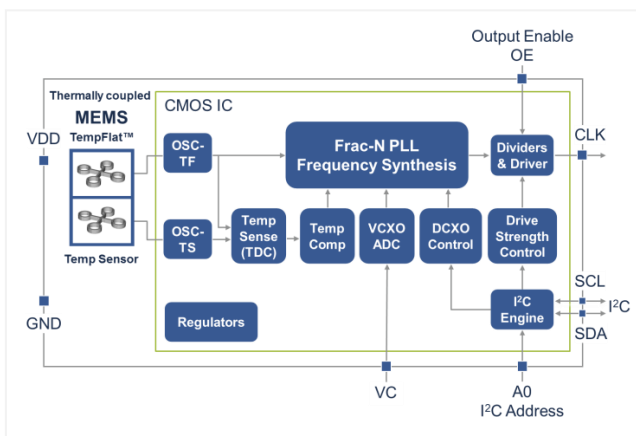 Output Enable
OE
Thermally coupled
MEMS
TempFlat™
CMOS IC
VDD
CLK
OSC-
TF
Frac-N PLL
Frequency Synthesis
Dividers
& Driver
OSC-
TS
Temp
Sense
(TDC)
Temp
Comp
VCXO
ADC
DCXO
Control
Drive
Strength
Control
Temp Sensor
SCL
I²C
Engine
I²C
Regulators
GND
SDA
VC
A0
I²C Address